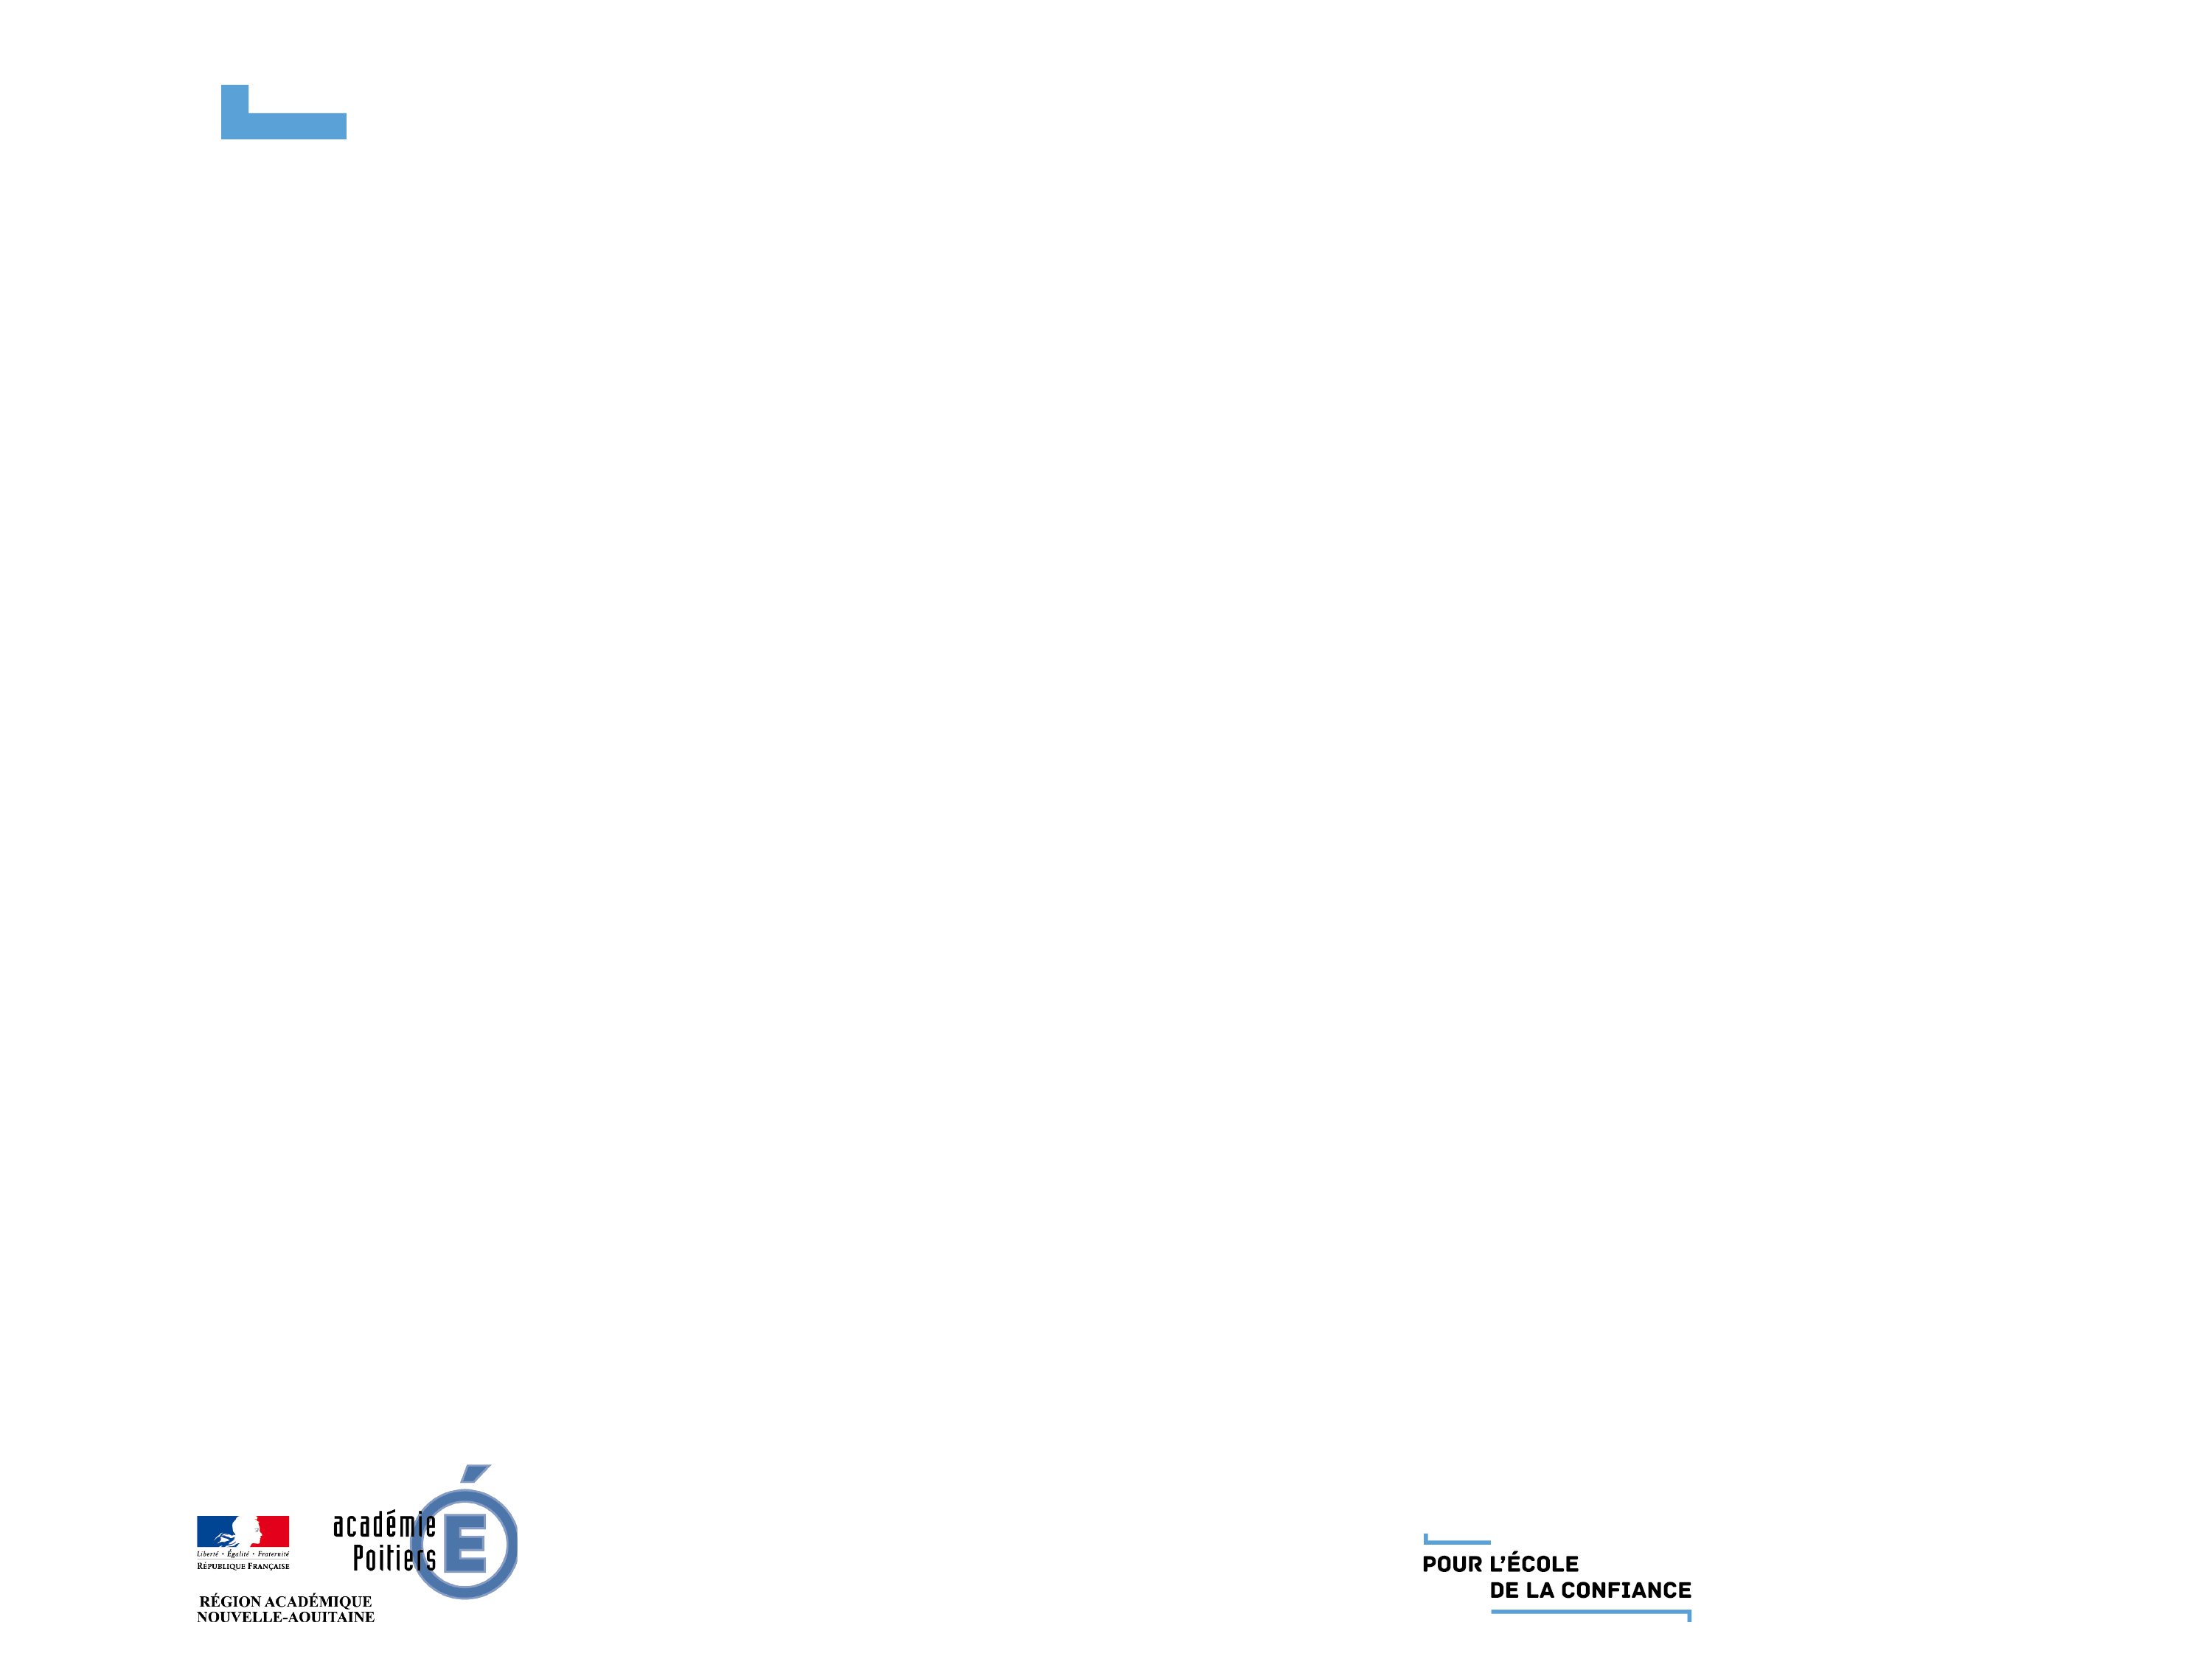 académie
Poitiers
É
Liberté • Égalité • Fraternité
RÉPUBLIQUE FRANÇAISE
RÉGION ACADÉMIQUE
NOUVELLE-AQUITAINE
POUR L'ÉCOLE
DE LA CONFIANCE